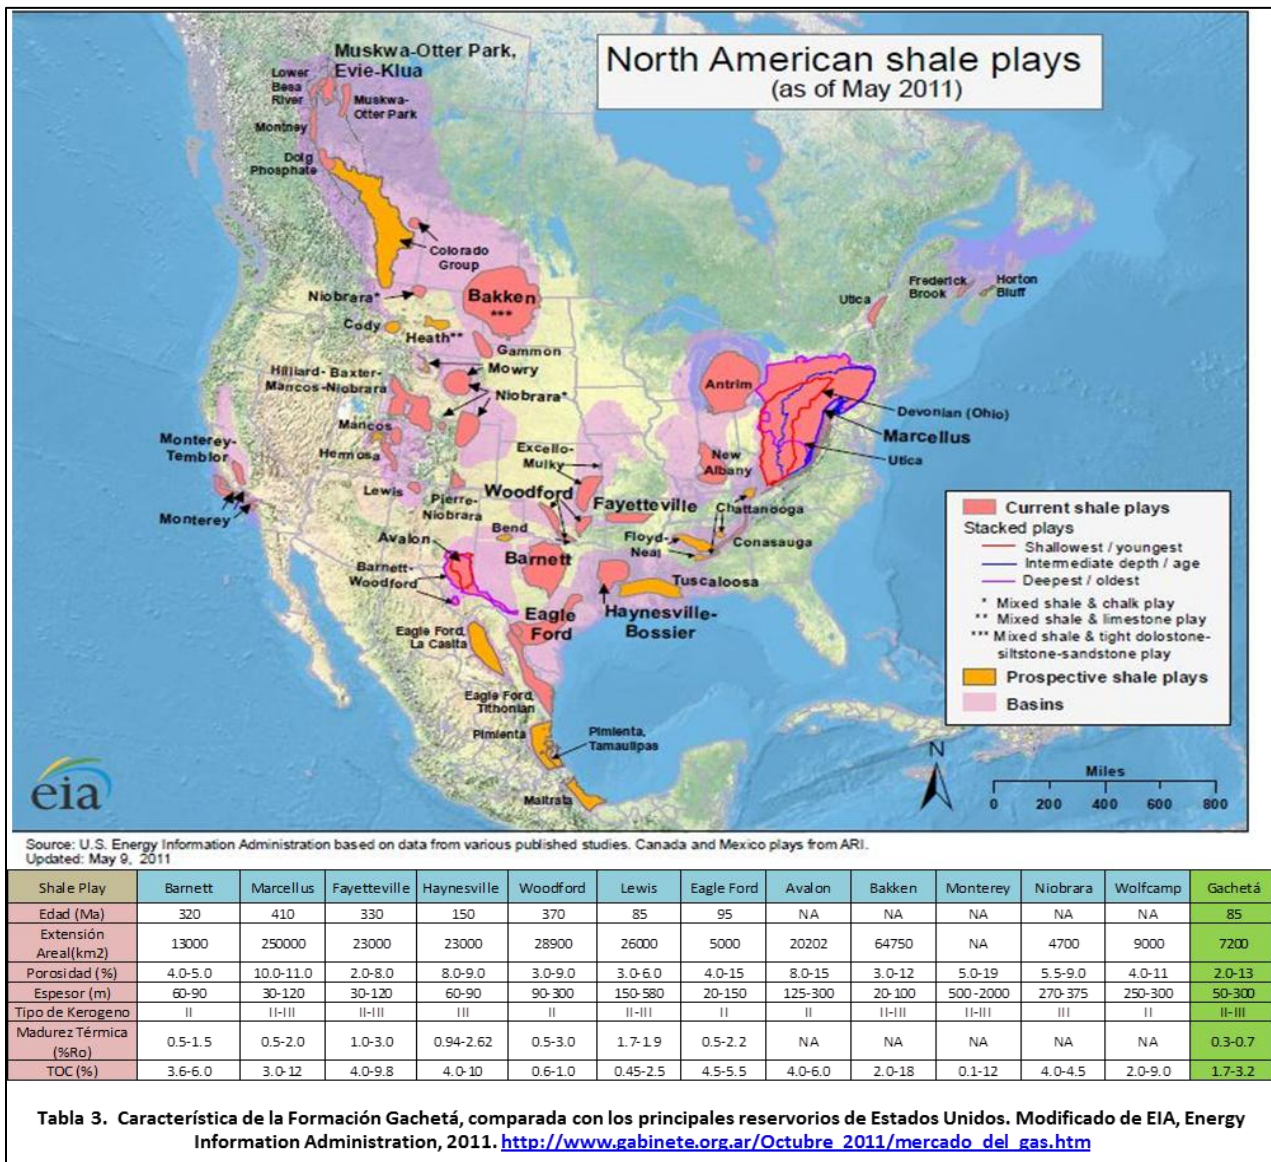 North American shale plays
(as of May 2011)
Muskwa-Otter Park,
Evie-Klua
Lower
Besa
River
Muskwa-
Otter Park
Montney
Doig
Phosphate
Colorado
Group
Niobrara*
Bakken
***
Cody
Heath**
Gammon
Mowry
Hilliard-Baxter-
Mancos-Niobrara
Niobrara*
Mancos
Hermosa
Monterey-
Temblor
Monterey
Lewis
Pierre-
Niobrara
Excello-
Mulky
Woodford
Fayetteville
Bend
Avalon
Barnett
Barnett-
Woodford
Eagle
Ford
Eagle Ford,
La Casita
Eagle Ford,
Tithonian
Pimienta
Pimienta,
Tamaulipas
Maltrata
Haynesville-
Bossier
Tuscaloosa
Floyd-
Neal
Conasauga
Chattanooga
New
Albany
Antrim
Utica
Frederick
Brook
Horton
Bluff
Devonian (Ohio)
Marcellus
Utica
Current shale plays
Stacked plays
Shallowest / youngest
Intermediate depth / age
Deepest / oldest
* Mixed shale & chalk play
** Mixed shale & limestone play
*** Mixed shale & tight dolostone-
siltstone-sandstone play
Prospective shale plays
Basins
N
Miles
0 200 400 600 800
eia
Source: U.S. Energy Information Administration based on data from various published studies. Canada and Mexico plays from ARI.
Updated: May 9, 2011
Shale Play Barnett Marcellus Fayetteville Haynesville Woodford Lewis Eagle Ford Avalon Bakken Monterey Niobrara Wolfcamp Gachetá
Edad (Ma) 320 410 330 150 370 85 95 NA NA NA NA NA 85
Extensión
Areal(km2) 13000 250000 23000 23000 28900 26000 5000 20202 64750 NA 4700 9000 7200
Porosidad (%) 4.0-5.0 10.0-11.0 2.0-8.0 8.0-9.0 3.0-9.0 3.0-6.0 4.0-15 8.0-15 3.0-12 5.0-19 5.5-9.0 4.0-11 2.0-13
Espesor (m) 60-90 30-120 30-120 60-90 90-300 150-580 20-150 125-300 20-100 500-2000 270-375 250-300 50-300
Tipo de Kerogeno II II-III II-III III II II-III II II II-III II-III III II II-III
Madurez Térmica
(%Ro) 0.5-1.5 0.5-2.0 1.0-3.0 0.94-2.62 0.5-3.0 1.7-1.9 0.5-2.2 NA NA NA NA NA 0.3-0.7
TOC (%) 3.6-6.0 3.0-12 4.0-9.8 4.0-10 0.6-1.0 0.45-2.5 4.5-5.5 4.0-6.0 2.0-18 0.1-12 4.0-4.5 2.0-9.0 1.7-3.2
Tabla 3. Característica de la Formación Gachetá, comparada con los principales reservorios de Estados Unidos. Modificado de EIA, Energy
Information Administration, 2011. http://www.gabinete.org.ar/Octubre_2011/mercado_del_gas.htm